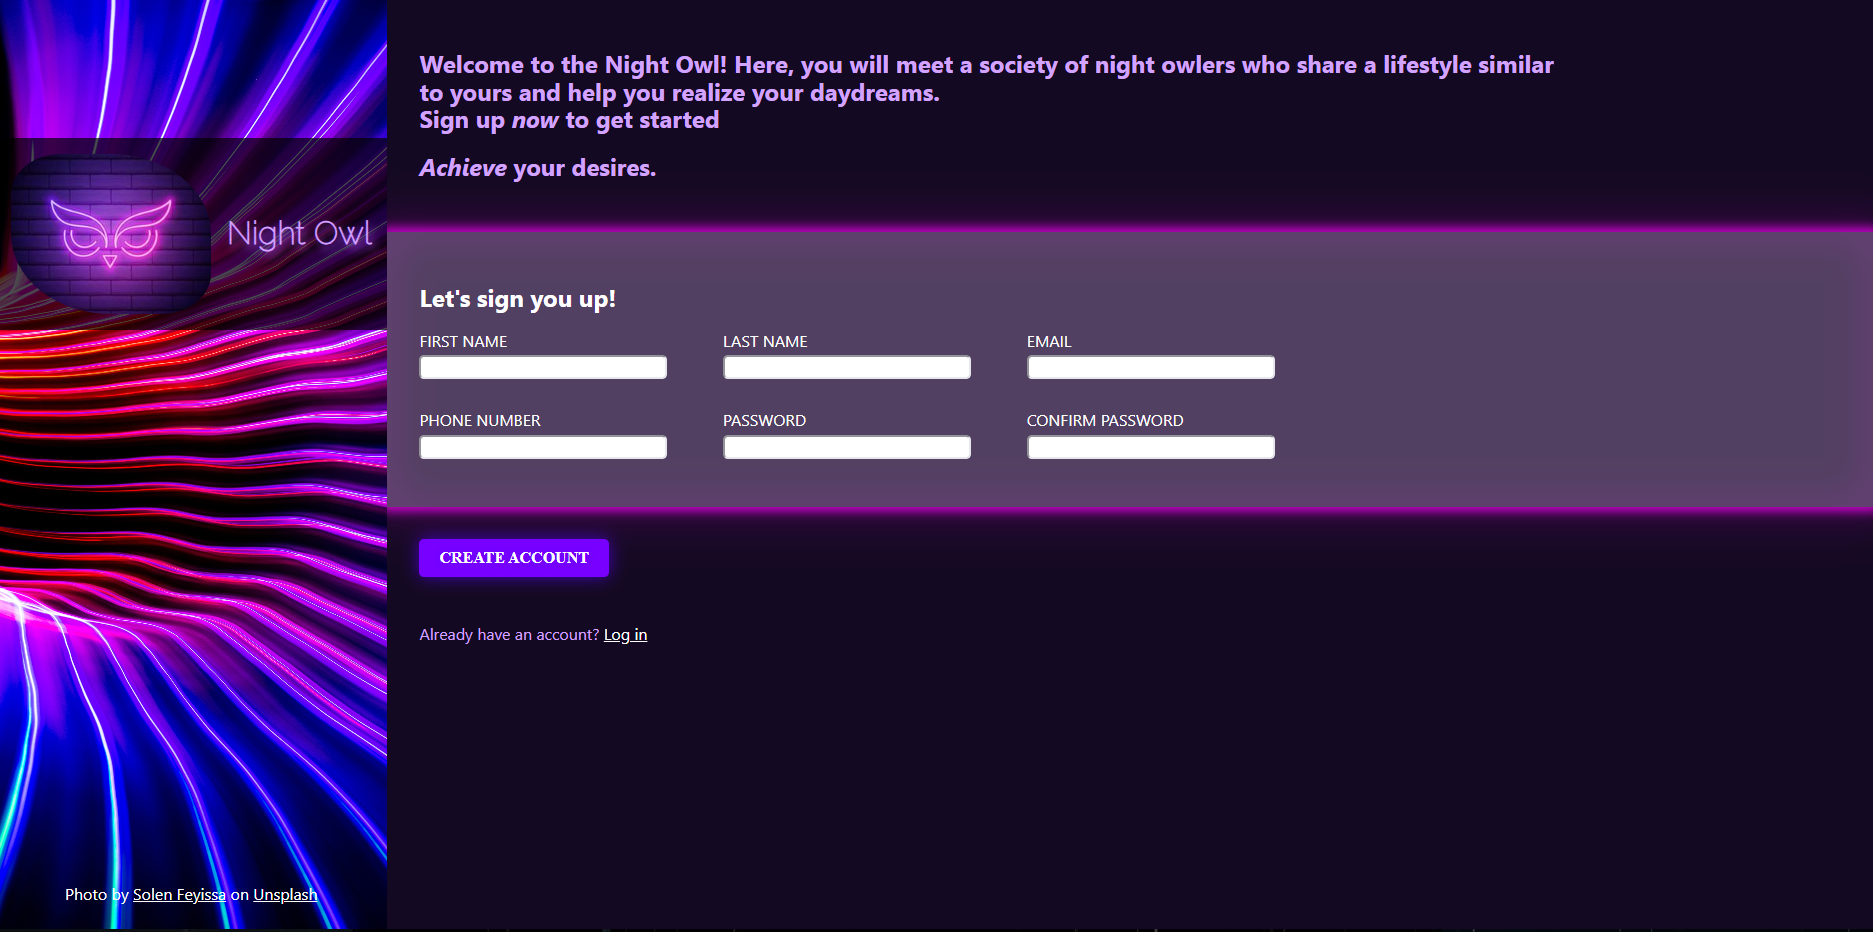 Night Owl
Photo by Solen Feyissa on Unsplash
Welcome to the Night Owl! Here, you will meet a society of night owlers who share a lifestyle similar
to yours and help you realize your daydreams.
Sign up now to get started
Achieve your desires.
Let's sign you up!
FIRST NAME
LAST NAME
EMAIL
PHONE NUMBER
PASSWORD
CONFIRM PASSWORD
CREATE ACCOUNT
Already have an account? Log in